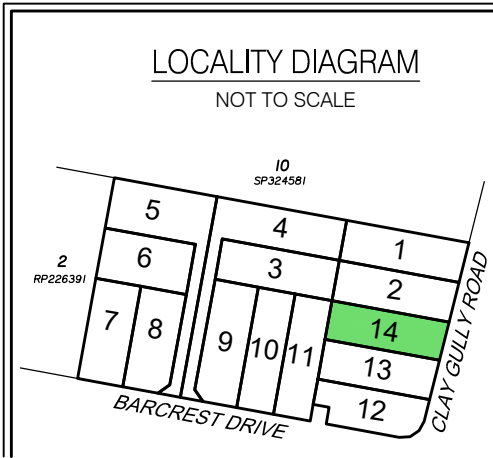 LOCALITY DIAGRAM
NOT TO SCALE
10
SP324581
5
4
1
2
RP226391
6
3
2
14
7
8
9
10
11
13
12
BARCREST DRIVE
CLAY GULLY ROAD